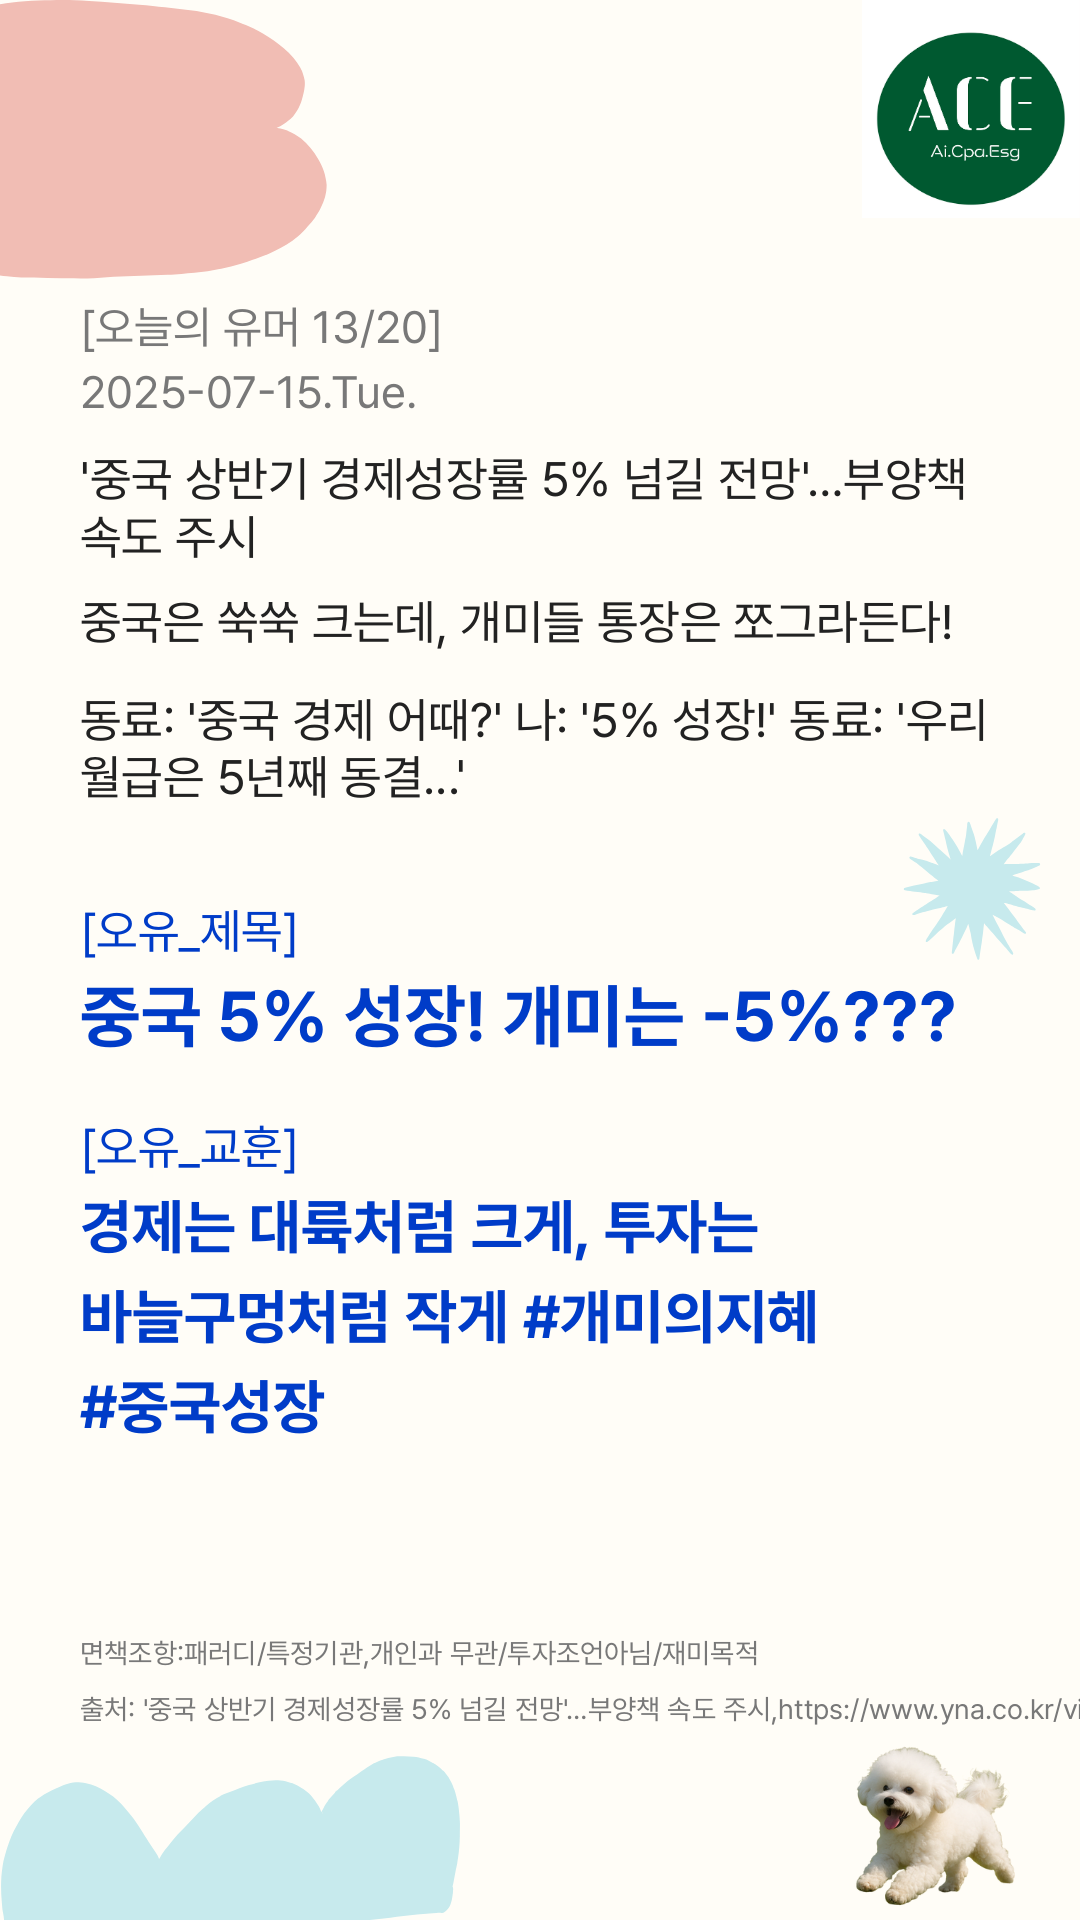 ACE
Ai.Cpa.Esg
[오늘의 유머 13/20]
2025-07-15.Tue.
'중국 상반기 경제성장률 5% 넘길 전망'...부양책
속도 주시
중국은 쑥쑥 크는데, 개미들 통장은 쪼그라든다!
동료: '중국 경제 어때?' 나: '5% 성장!' 동료: '우리
월급은 5년째 동결...'
[오유_제목]
중국 5% 성장! 개미는 -5%???
[오유_교훈]
경제는 대륙처럼 크게, 투자는
바늘구멍처럼 작게 #개미의지혜
#중국성장
면책조항:패러디/특정기관,개인과 무관/투자조언아님/재미목적
출처: '중국 상반기 경제성장률 5% 넘길 전망'...부양책 속도 주시,https://www.yna.co.kr/vi